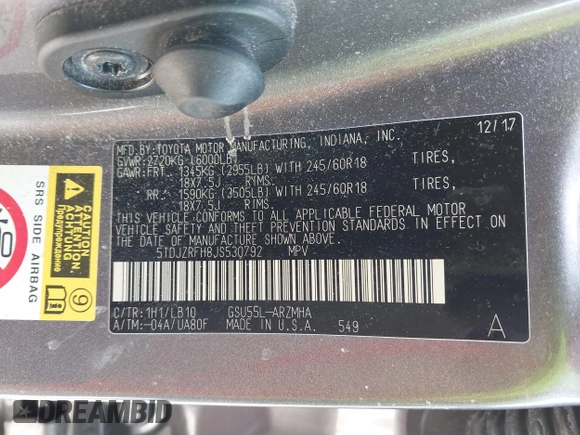 MFD. BY: TOYOTA MOTOR MANUFACTURING, INDIANA, INC. 12/17
GVWR: 2720KG (6000LB)
GAWR: FRT. 1345KG (2955LB) WITH 245/60R18 TIRES,
18X7.5J RIMS.
RR. 1590KG (3505LB) WITH 245/60R18 TIRES,
18X7.5J RIMS.
THIS VEHICLE CONFORMS TO ALL APPLICABLE FEDERAL MOTOR
VEHICLE SAFETY AND THEFT PREVENTION STANDARDS IN EFFECT
ON THE DATE OF MANUFACTURE SHOWN ABOVE.
5TDJZRFH8JS530792 MPV
C/TR: 1H1/LB10 GSU55L-ARZMHA
A/TM: -04A/UA80F MADE IN U.S.A. 549 A
SRS SIDE AIRBAG
Предупреждение
9
DREAMBID